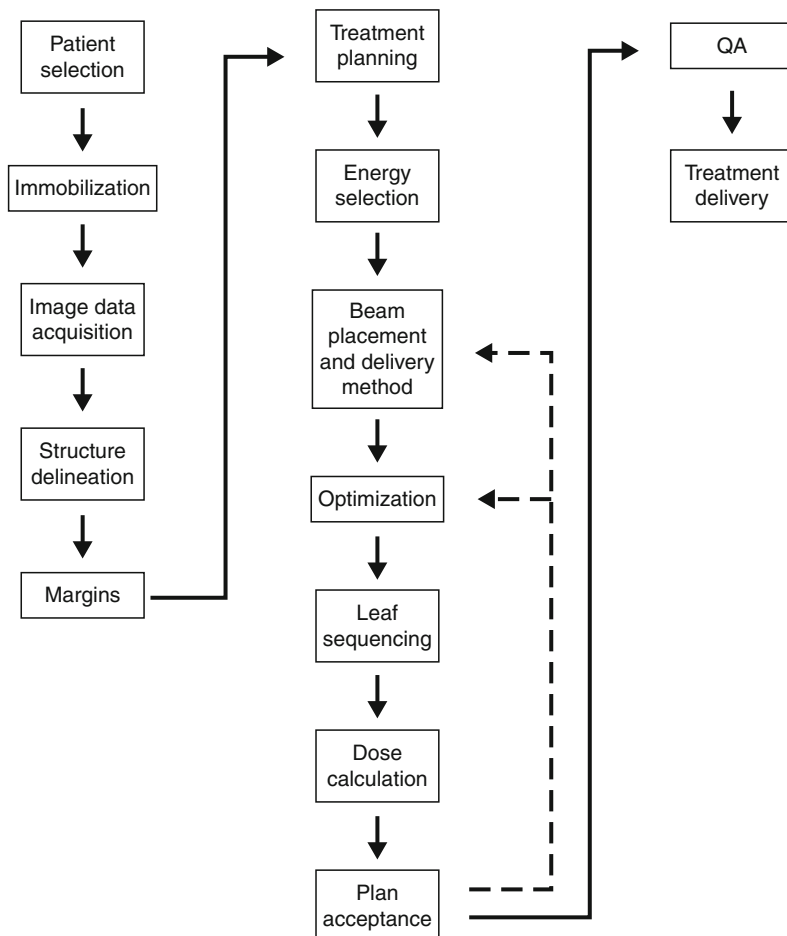 Patient
selection
Immobilization
Image data
acquisition
Structure
delineation
Margins
Treatment
planning
Energy
selection
Beam
placement
and delivery
method
Optimization
Leaf
sequencing
Dose
calculation
Plan
acceptance
QA
Treatment
delivery